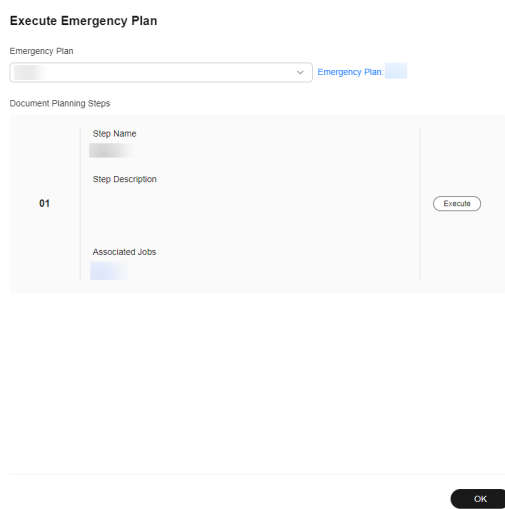 Execute Emergency Plan
Emergency Plan
Emergency Plan:
Document Planning Steps
Step Name
Step Description
01
Execute
Associated Jobs
OK